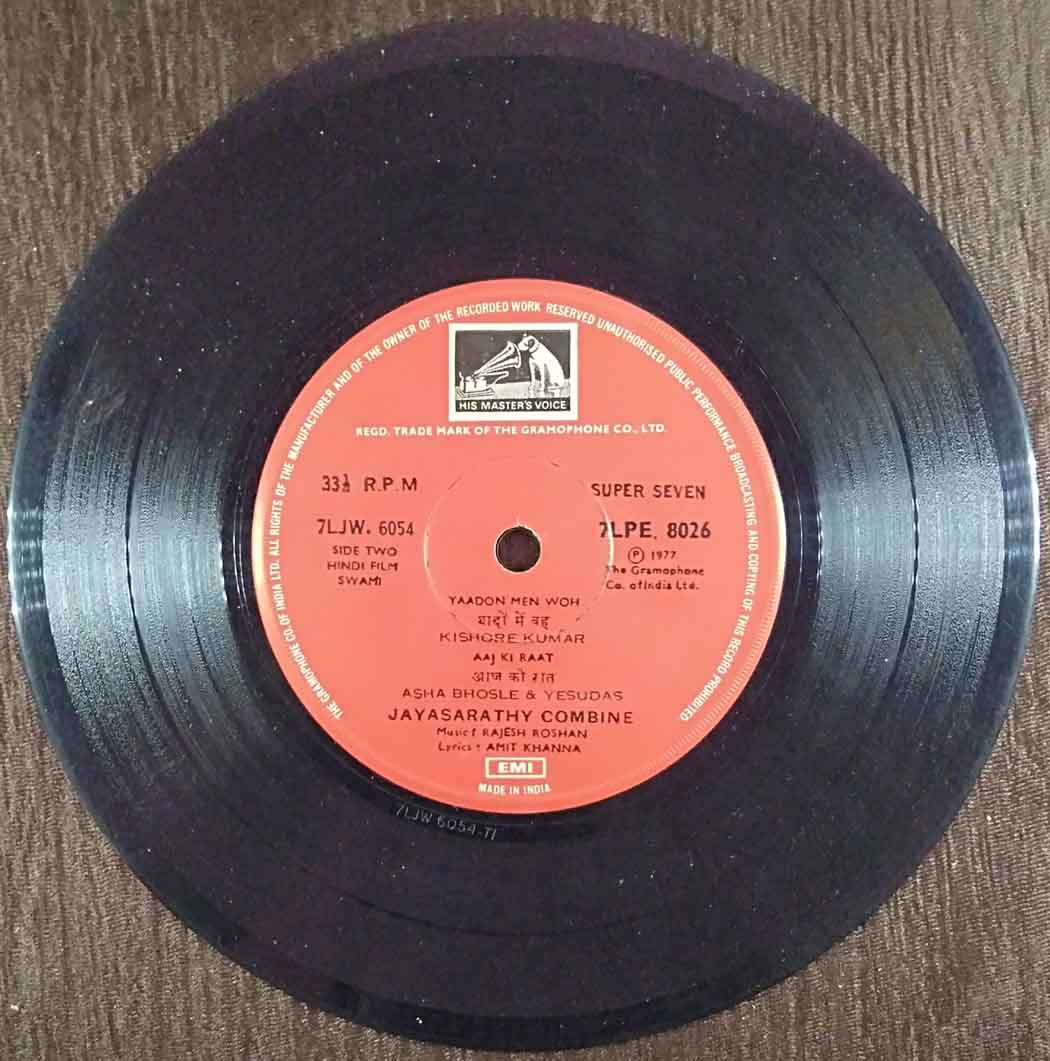 THE GRAMOPHONE CO. OF INDIA LTD. ALL RIGHTS OF THE MANUFACTURER AND OF THE OWNER OF THE RECORDED WORK RESERVED UNAUTHORISED PUBLIC PERFORMANCE BROADCASTING AND COPYING OF THIS RECORD PROHIBITED
HIS MASTER'S VOICE
REGD. TRADE MARK OF THE GRAMOPHONE CO., LTD.
33⅓ R.P.M
SUPER SEVEN
7LJW. 6054
7LPE. 8026
SIDE TWO
HINDI FILM
SWAMI
Ⓟ 1977
The Gramophone
Co. of India Ltd.
YAADON MEN WOH
यादों में वह
KISHORE KUMAR
AAJ KI RAAT
आज की रात
ASHA BHOSLE & YESUDAS
JAYASARATHY COMBINE
Music : RAJESH ROSHAN
Lyrics : AMIT KHANNA
EMI
MADE IN INDIA
7LJW 6054-T1